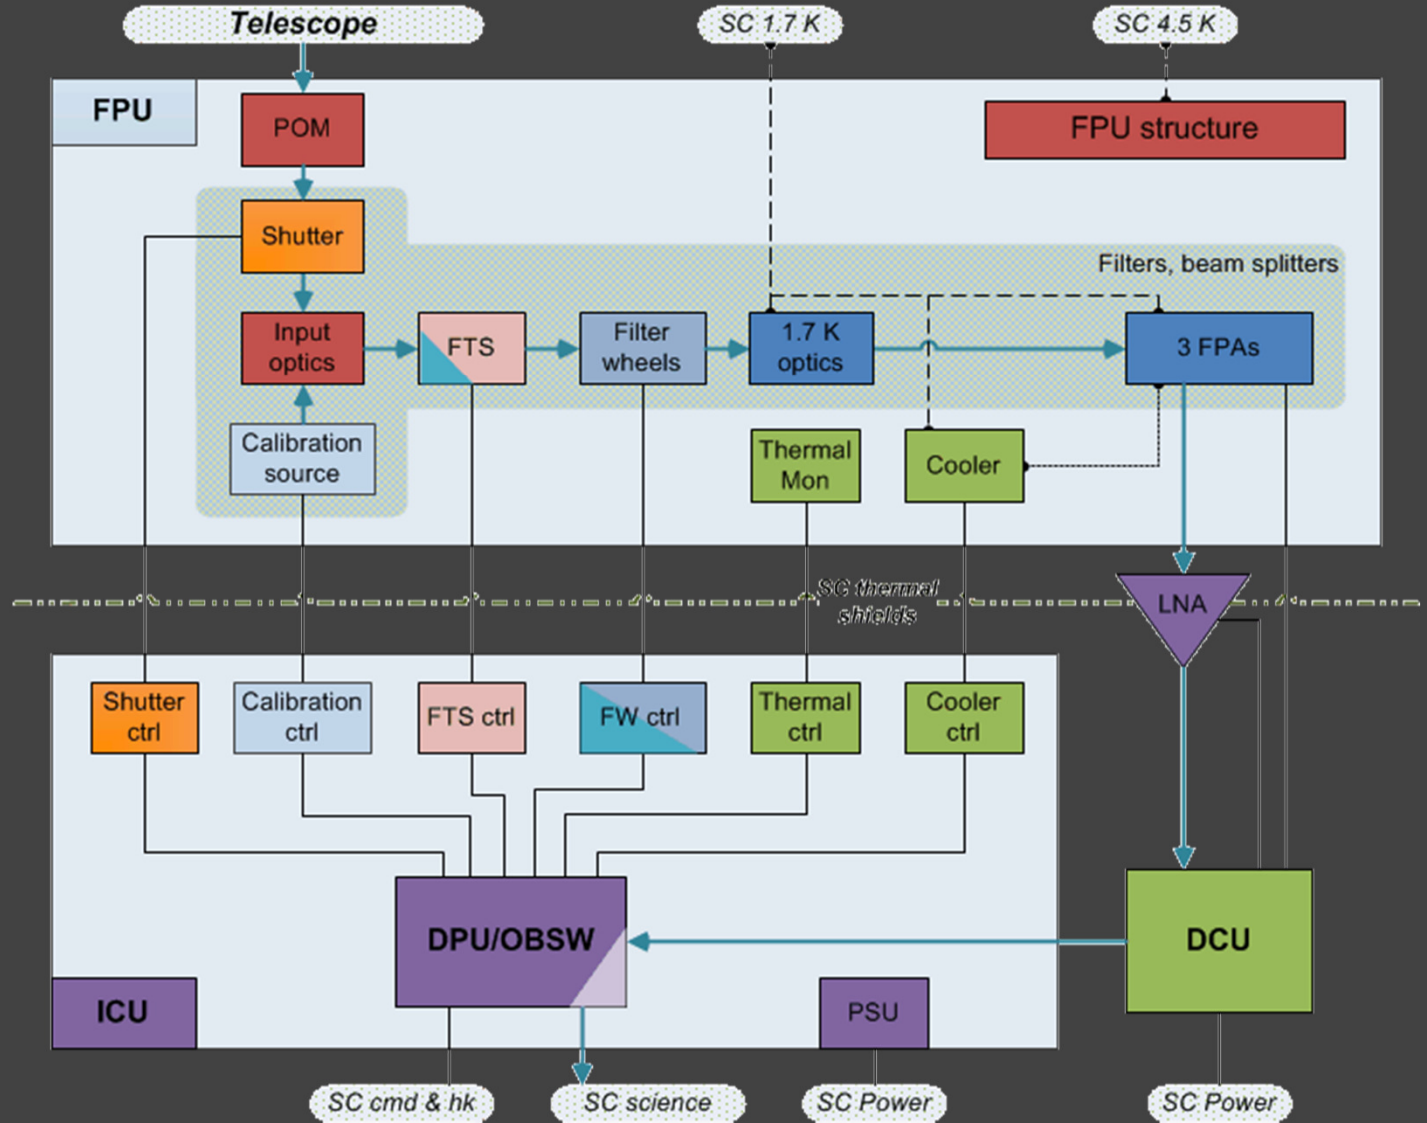 Telescope
SC 1.7 K
SC 4.5 K
FPU
POM
FPU structure
Shutter
Filters, beam splitters
Input
optics
FTS
Filter
wheels
1.7 K
optics
3 FPAs
Calibration
source
Thermal
Mon
Cooler
SC thermal
shields
LNA
Shutter
ctrl
Calibration
ctrl
FTS ctrl
FW ctrl
Thermal
ctrl
Cooler
ctrl
DPU/OBSW
DCU
ICU
PSU
SC cmd & hk
SC science
SC Power
SC Power